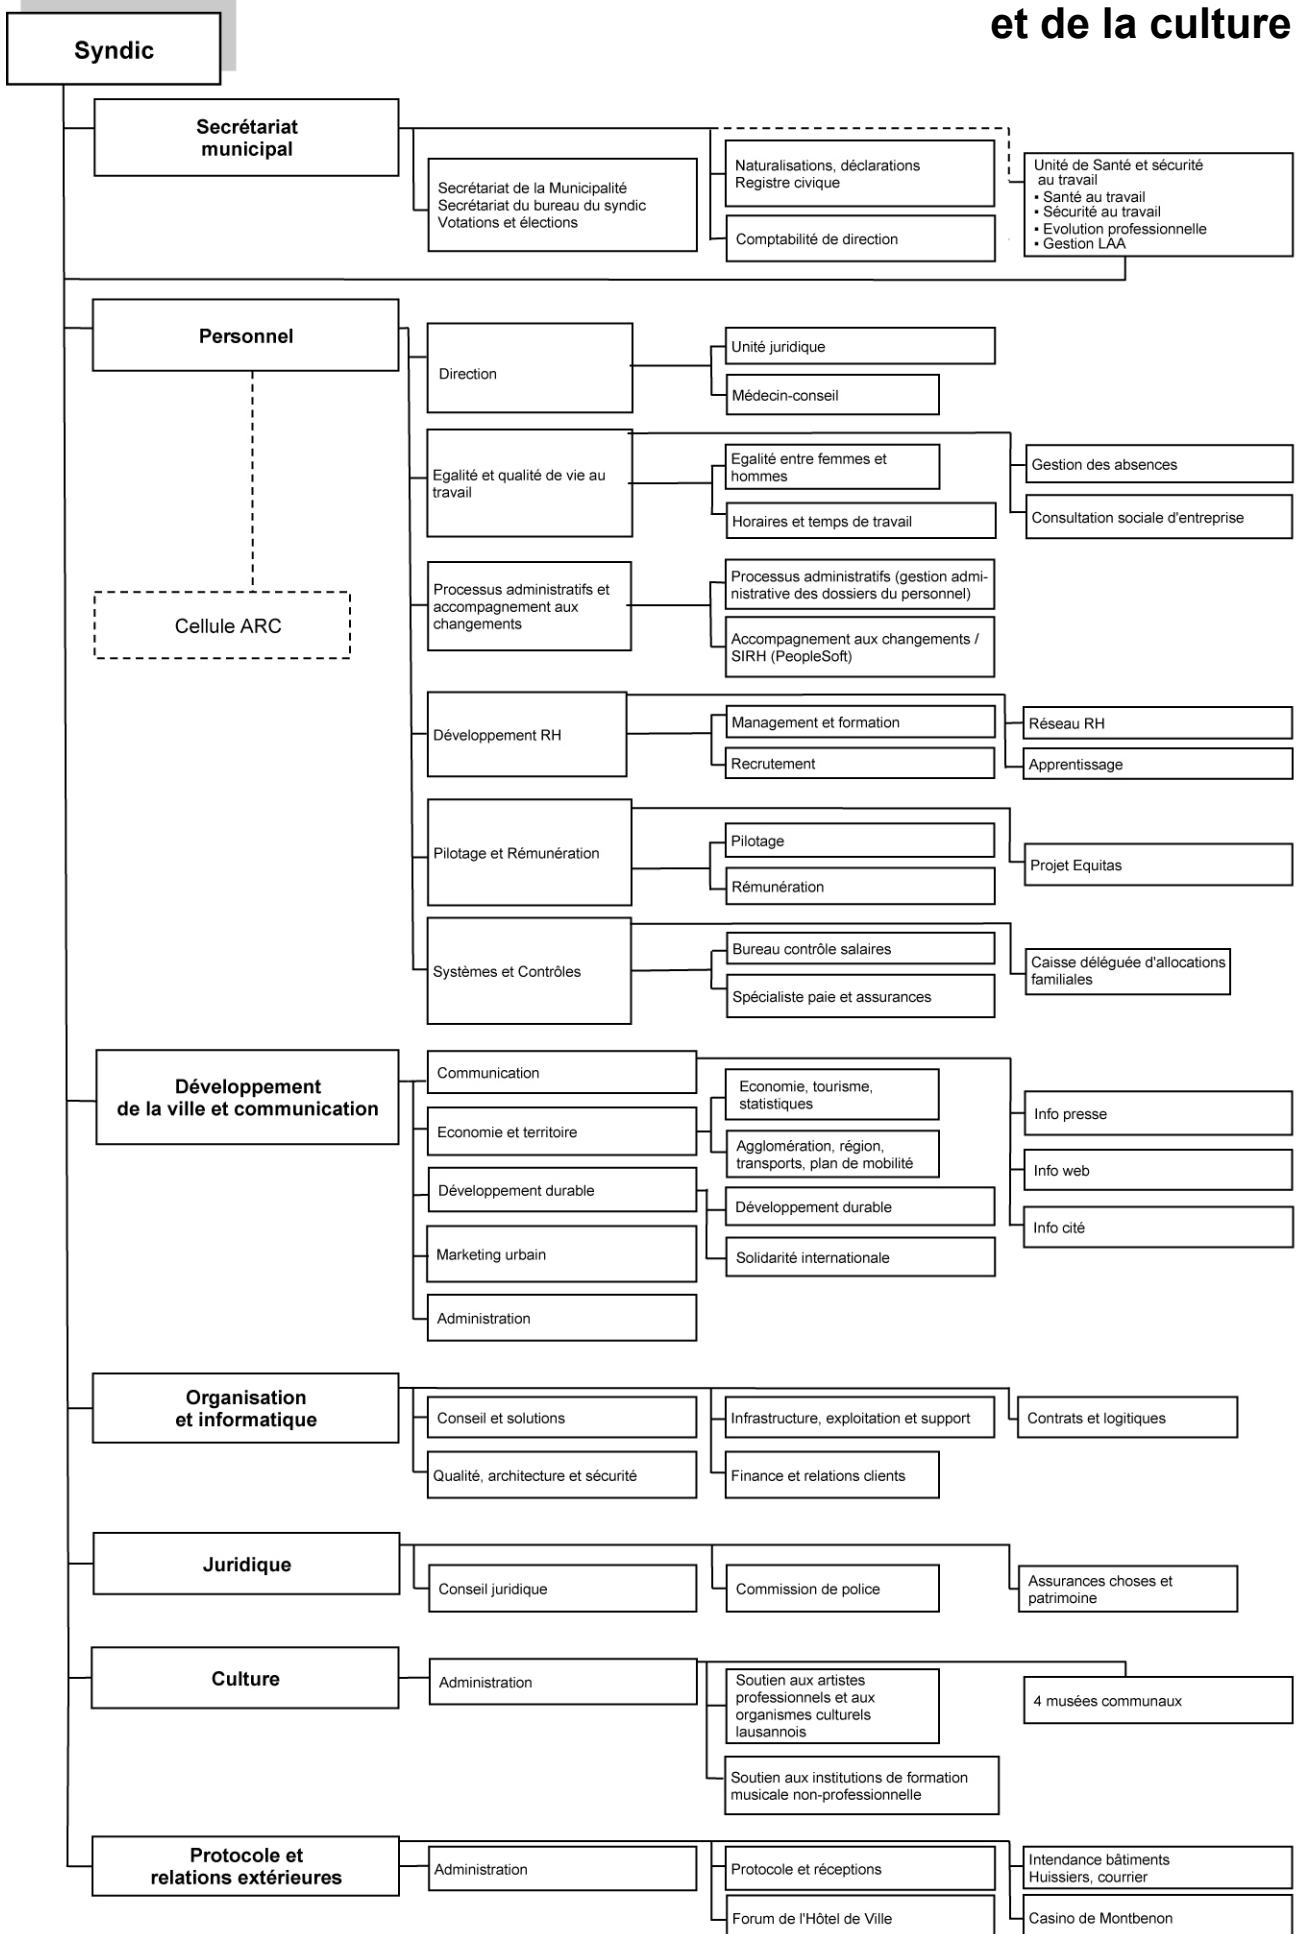 et de la culture
Syndic
Secrétariat
municipal
Secrétariat de la Municipalité
Secrétariat du bureau du syndic
Votations et élections
Naturalisations, déclarations
Registre civique
Comptabilité de direction
Unité de Santé et sécurité
au travail
▪ Santé au travail
▪ Sécurité au travail
▪ Evolution professionnelle
▪ Gestion LAA
Personnel
Cellule ARC
Direction
Unité juridique
Médecin-conseil
Egalité et qualité de vie au
travail
Egalité entre femmes et
hommes
Horaires et temps de travail
Gestion des absences
Consultation sociale d'entreprise
Processus administratifs et
accompagnement aux
changements
Processus administratifs (gestion admi-
nistrative des dossiers du personnel)
Accompagnement aux changements /
SIRH (PeopleSoft)
Développement RH
Management et formation
Recrutement
Réseau RH
Apprentissage
Pilotage et Rémunération
Pilotage
Rémunération
Projet Equitas
Systèmes et Contrôles
Bureau contrôle salaires
Spécialiste paie et assurances
Caisse déléguée d'allocations
familiales
Développement
de la ville et communication
Communication
Economie et territoire
Développement durable
Marketing urbain
Administration
Economie, tourisme,
statistiques
Agglomération, région,
transports, plan de mobilité
Développement durable
Solidarité internationale
Info presse
Info web
Info cité
Organisation
et informatique
Conseil et solutions
Qualité, architecture et sécurité
Infrastructure, exploitation et support
Finance et relations clients
Contrats et logitiques
Juridique
Conseil juridique
Commission de police
Assurances choses et
patrimoine
Culture
Administration
Soutien aux artistes
professionnels et aux
organismes culturels
lausannois
Soutien aux institutions de formation
musicale non-professionnelle
4 musées communaux
Protocole et
relations extérieures
Administration
Protocole et réceptions
Forum de l'Hôtel de Ville
Intendance bâtiments
Huissiers, courrier
Casino de Montbenon